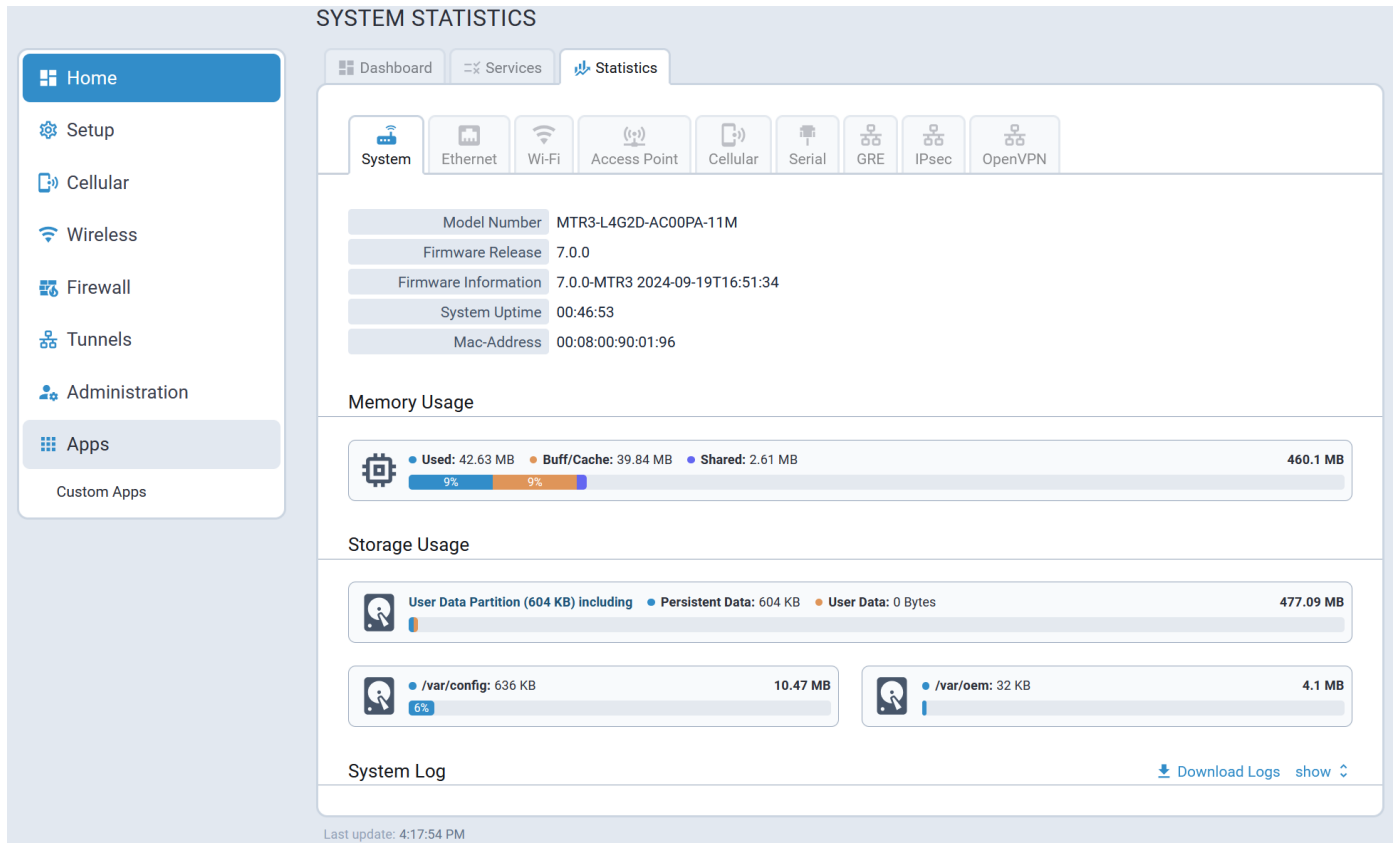 SYSTEM STATISTICS
Home
Setup
Cellular
Wireless
Firewall
Tunnels
Administration
Apps
Custom Apps
Dashboard Services Statistics
System Ethernet Wi-Fi Access Point Cellular Serial GRE IPsec OpenVPN
Model Number MTR3-L4G2D-AC00PA-11M
Firmware Release 7.0.0
Firmware Information 7.0.0-MTR3 2024-09-19T16:51:34
System Uptime 00:46:53
Mac-Address 00:08:00:90:01:96
Memory Usage
Used: 42.63 MB Buff/Cache: 39.84 MB Shared: 2.61 MB 460.1 MB
9% 9%
Storage Usage
User Data Partition (604 KB) including Persistent Data: 604 KB User Data: 0 Bytes 477.09 MB
/var/config: 636 KB 10.47 MB
6%
/var/oem: 32 KB 4.1 MB
System Log Download Logs show
Last update: 4:17:54 PM